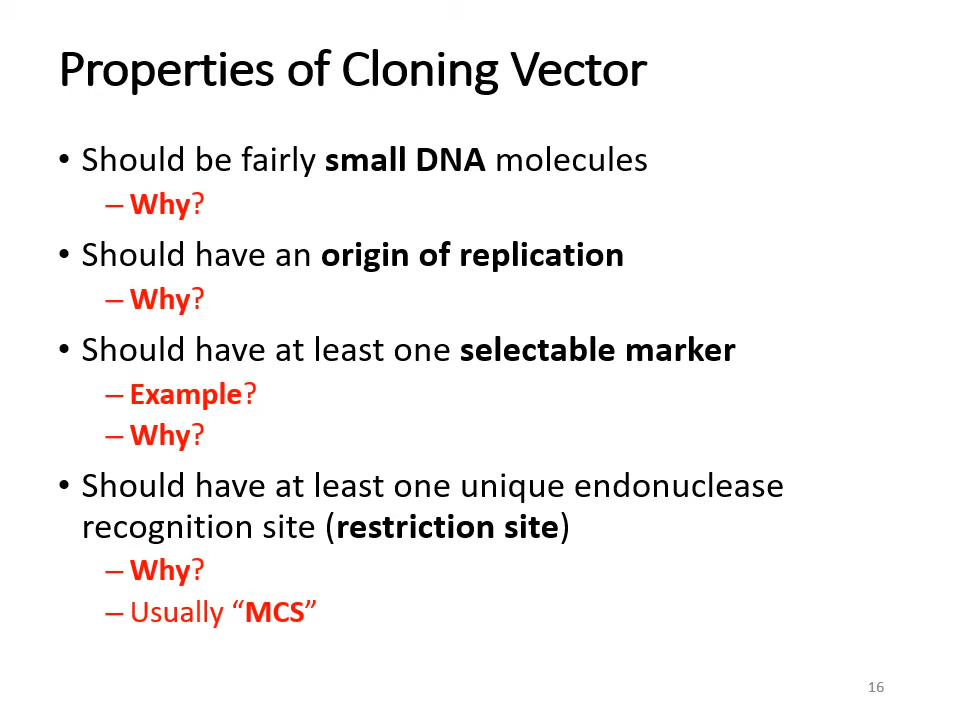 Properties of Cloning Vector
• Should be fairly small DNA molecules
– Why?
• Should have an origin of replication
– Why?
• Should have at least one selectable marker
– Example?
– Why?
• Should have at least one unique endonuclease
recognition site (restriction site)
– Why?
– Usually “MCS”
16